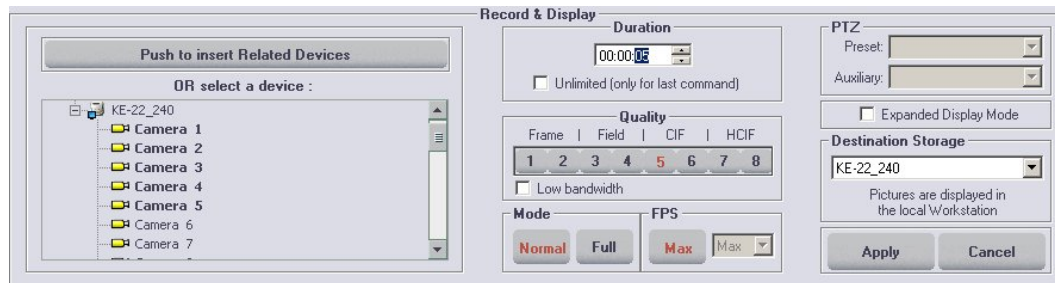 Record & Display
Push to insert Related Devices
OR select a device :
KE-22_240
Camera 1
Camera 2
Camera 3
Camera 4
Camera 5
Camera 6
Camera 7
Duration
00:00:05
Unlimited (only for last command)
Quality
Frame | Field | CIF | HCIF
1 2 3 4 5 6 7 8
Low bandwidth
Mode
Normal Full
FPS
Max Max
PTZ
Preset:
Auxiliary:
Expanded Display Mode
Destination Storage
KE-22_240
Pictures are displayed in
the local Workstation
Apply Cancel